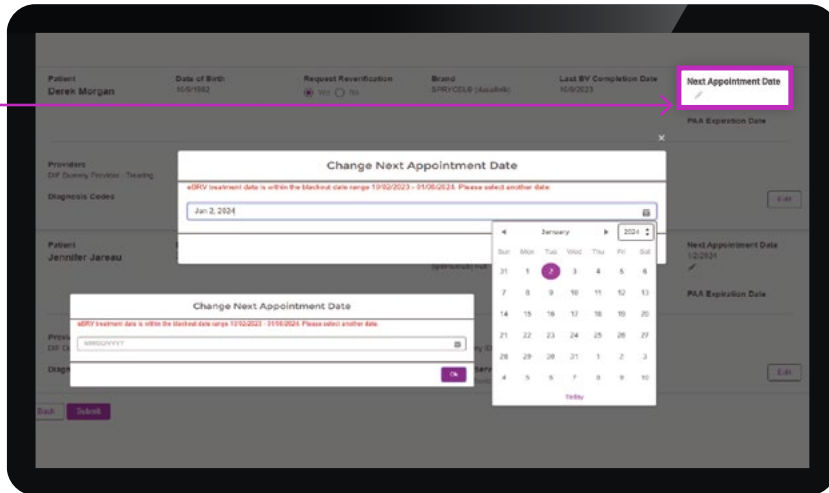 Patient
Derek Morgan
Date of Birth
10/9/1982
Request Reverification
Yes No
Brand
SPRYCEL® (dasatinib)
Last BV Completion Date
10/9/2023
Next Appointment Date
PAA Expiration Date
Providers
Diagnosis Codes
Edit
Change Next Appointment Date
eBRV treatment date is within the blackout date range 10/02/2023 - 01/06/2024. Please select another date.
Jan 2, 2024
January 2024
Sun Mon Tue Wed Thu Fri Sat
31 1 2 3 4 5 6
7 8 9 10 11 12 13
14 15 16 17 18 19 20
21 22 23 24 25 26 27
28 29 30 31 1 2 3
4 5 6 7 8 9 10
Today
Patient
Jennifer Jareau
Next Appointment Date
1/2/2024
PAA Expiration Date
Change Next Appointment Date
eBRV treatment date is within the blackout date range 10/02/2023 - 01/06/2024. Please select another date.
MM/DD/YYYY
Ok
Edit
Back Submit